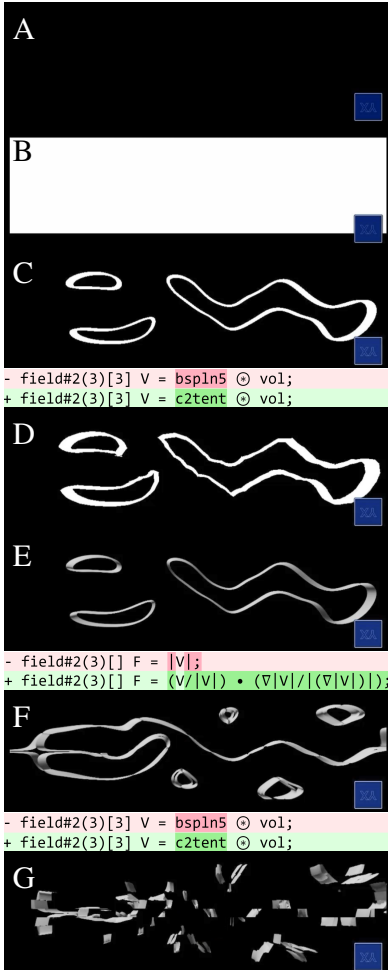 A
B
C
- field#2(3)[3] V = bspln5 ⊛ vol;
+ field#2(3)[3] V = c2tent ⊛ vol;
D
E
- field#2(3)[] F = |V|;
+ field#2(3)[] F = (V/|V|) • (∇|V|/|(∇|V|)|);
F
- field#2(3)[3] V = bspln5 ⊛ vol;
+ field#2(3)[3] V = c2tent ⊛ vol;
G